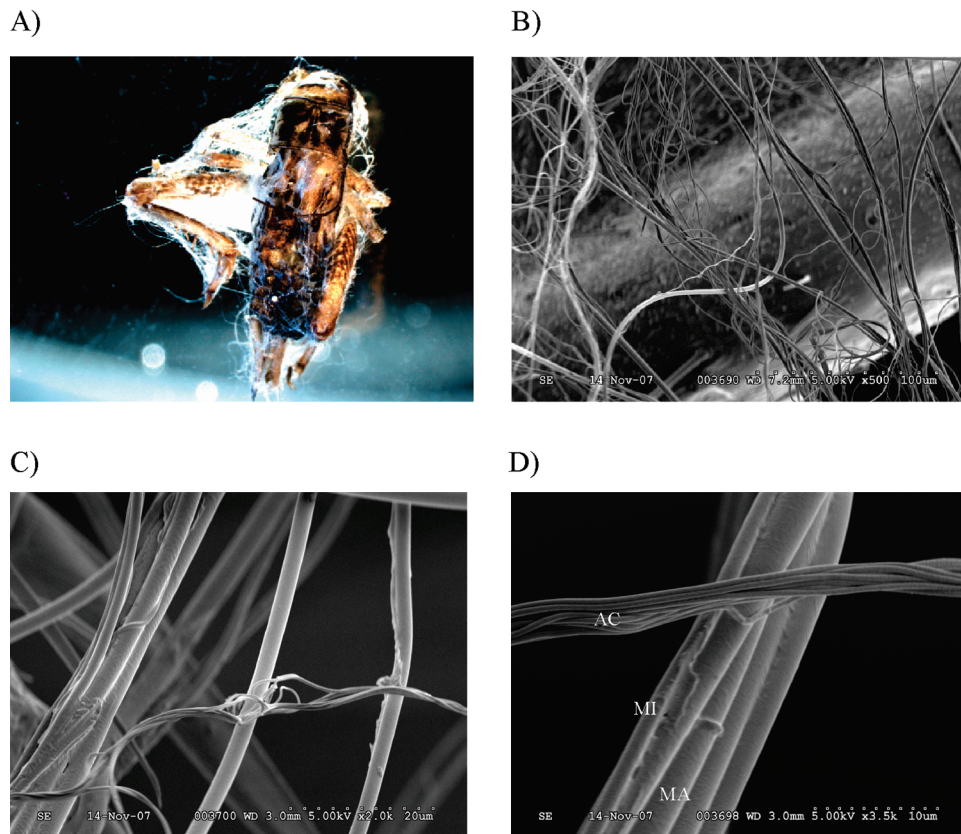 A)
B)
SE 14-Nov-07 003690 WD 7.2mm 5.00kV x500 100um
C)
D)
SE 14-Nov-07 003700 WD 3.0mm 5.00kV x2.0k 20um
AC
MI
MA
SE 14-Nov-07 003698 WD 3.0mm 5.00kV x3.5k 10um